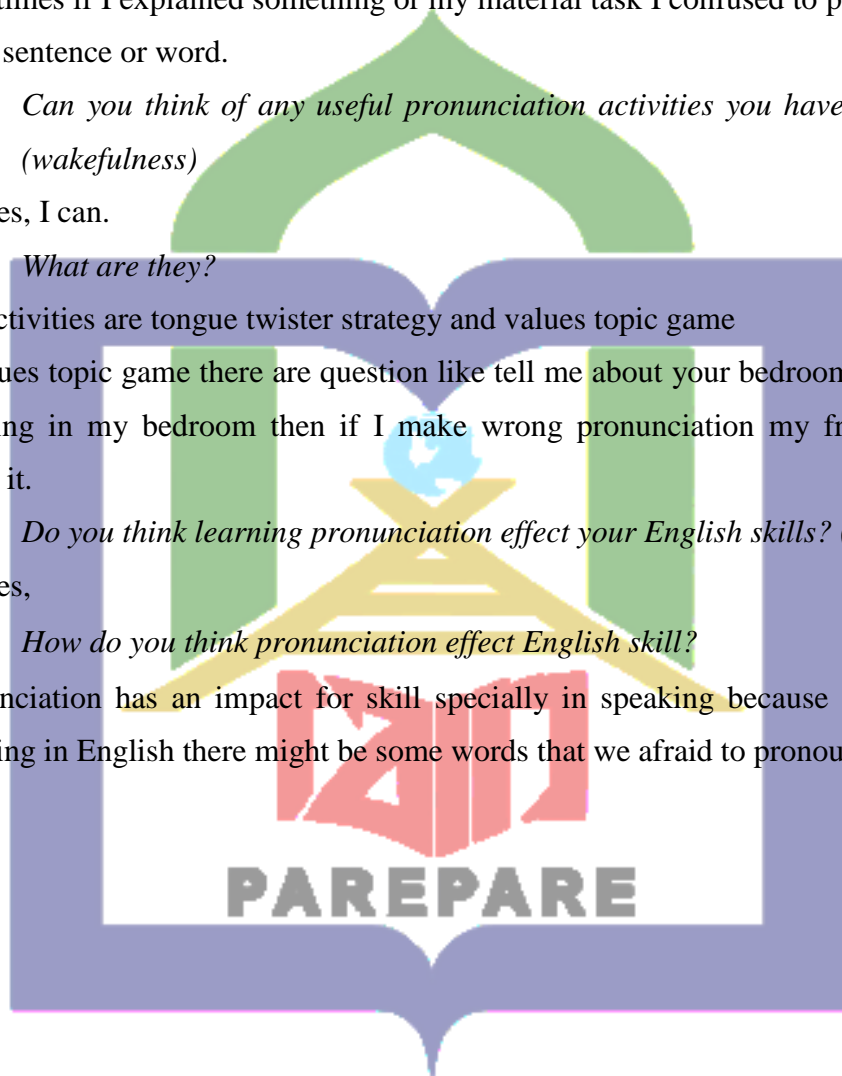 times if I explained something or my material task I confused to p
sentence or word.
Can you think of any useful pronunciation activities you have
(wakefulness)
es, I can.
What are they?
ctivities are tongue twister strategy and values topic game
ues topic game there are question like tell me about your bedroom
ing in my bedroom then if I make wrong pronunciation my fr
it.
Do you think learning pronunciation effect your English skills? (
es,
How do you think pronunciation effect English skill?
nciation has an impact for skill specially in speaking because
ing in English there might be some words that we afraid to pronou
PAREPARE